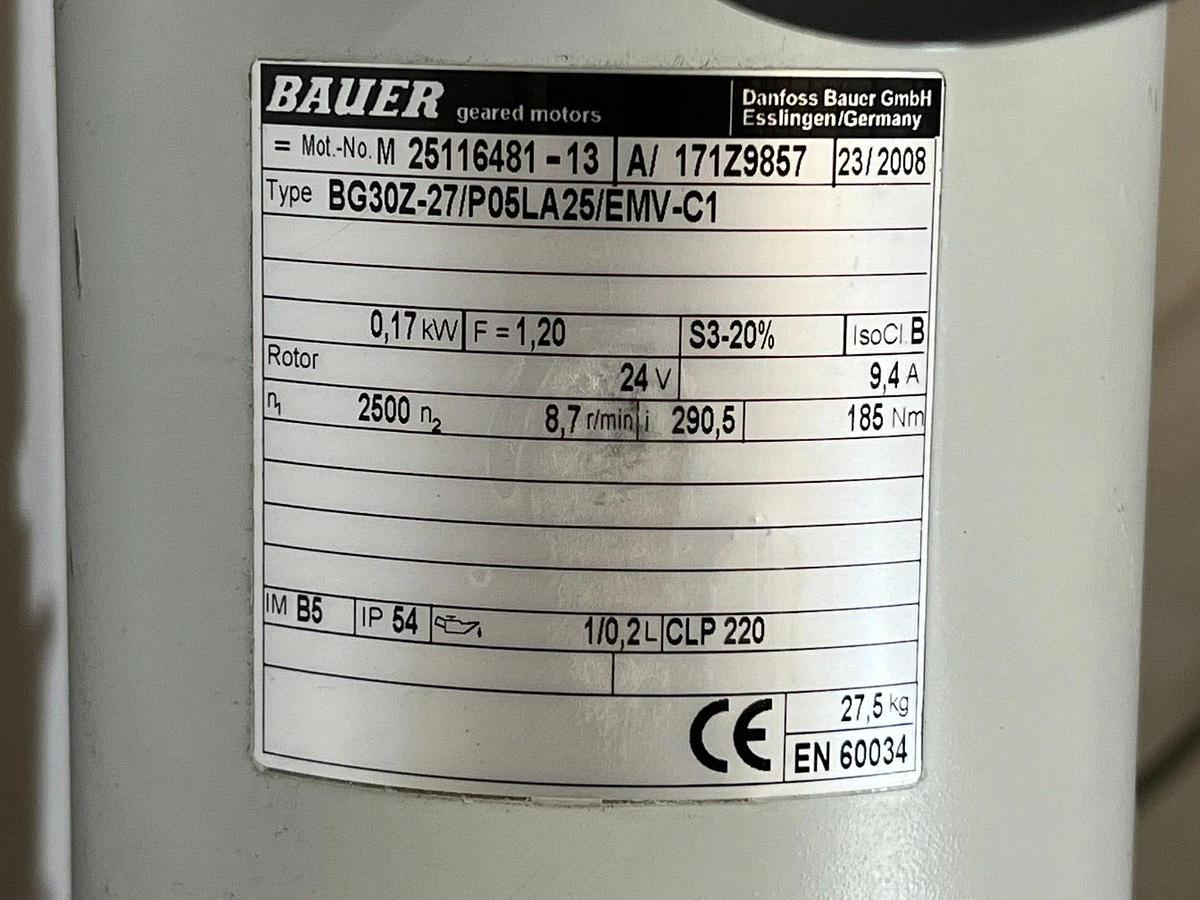 BAUER geared motors
Danfoss Bauer GmbH
Esslingen/Germany
= Mot.-No. M 25116481-13 A/ 171Z9857 23/2008
Type BG30Z-27/P05LA25/EMV-C1
0,17 kW F = 1,20 S3-20% IsoCl. B
Rotor 24 V 9,4 A
n1 2500 n2 8,7 r/min i 290,5 185 Nm
IM B5 IP 54 1/0,2 L CLP 220
CE 27,5 kg
EN 60034